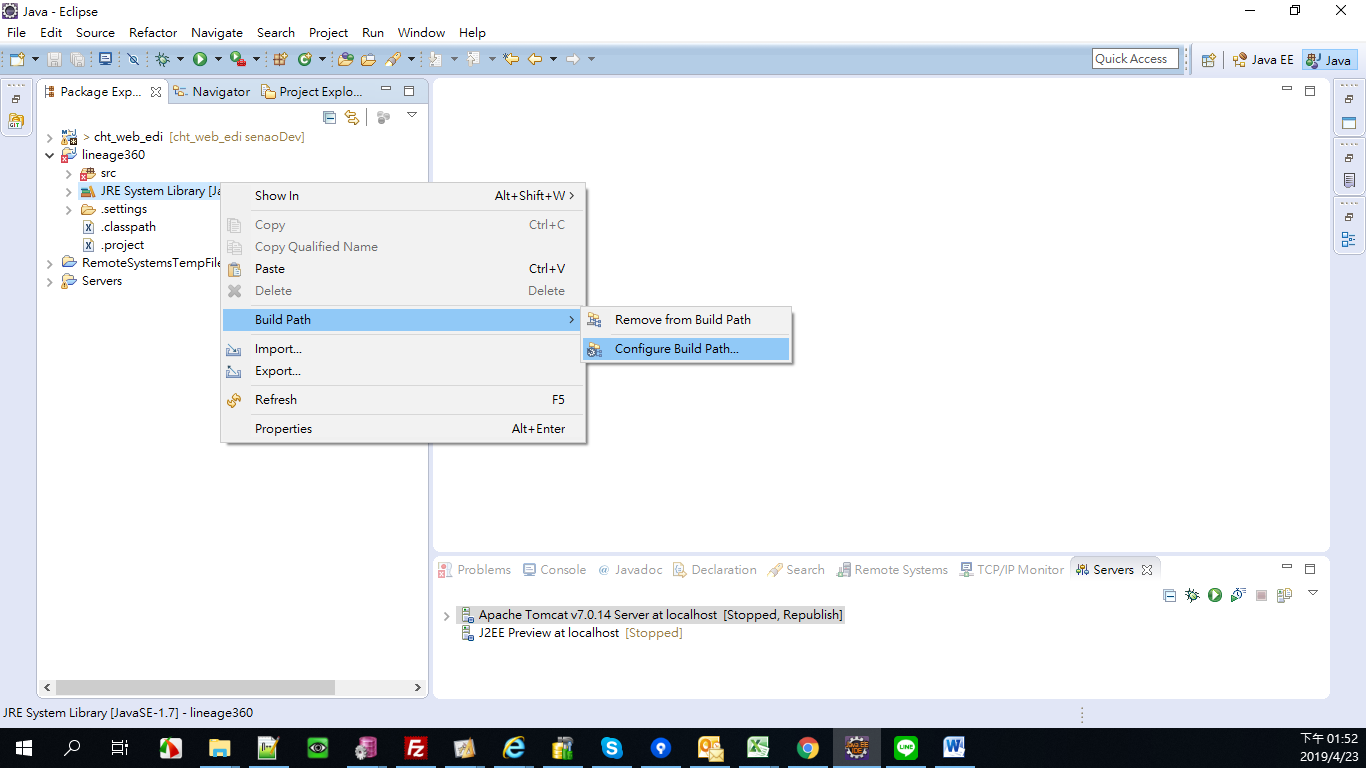 Java - Eclipse
File Edit Source Refactor Navigate Search Project Run Window Help
Quick Access
Java EE
Java
Package Exp...
Navigator
Project Explo...
> cht_web_edi [cht_web_edi senaoDev]
lineage360
src
JRE System Library [Ja
.settings
.classpath
.project
RemoteSystemsTempFile
Servers
Show In Alt+Shift+W >
Copy Ctrl+C
Copy Qualified Name
Paste Ctrl+V
Delete Delete
Build Path >
Import...
Export...
Refresh F5
Properties Alt+Enter
Remove from Build Path
Configure Build Path...
Problems Console @ Javadoc Declaration Search Remote Systems TCP/IP Monitor Servers
Apache Tomcat v7.0.14 Server at localhost [Stopped, Republish]
J2EE Preview at localhost [Stopped]
JRE System Library [JavaSE-1.7] - lineage360
下午 01:52
2019/4/23